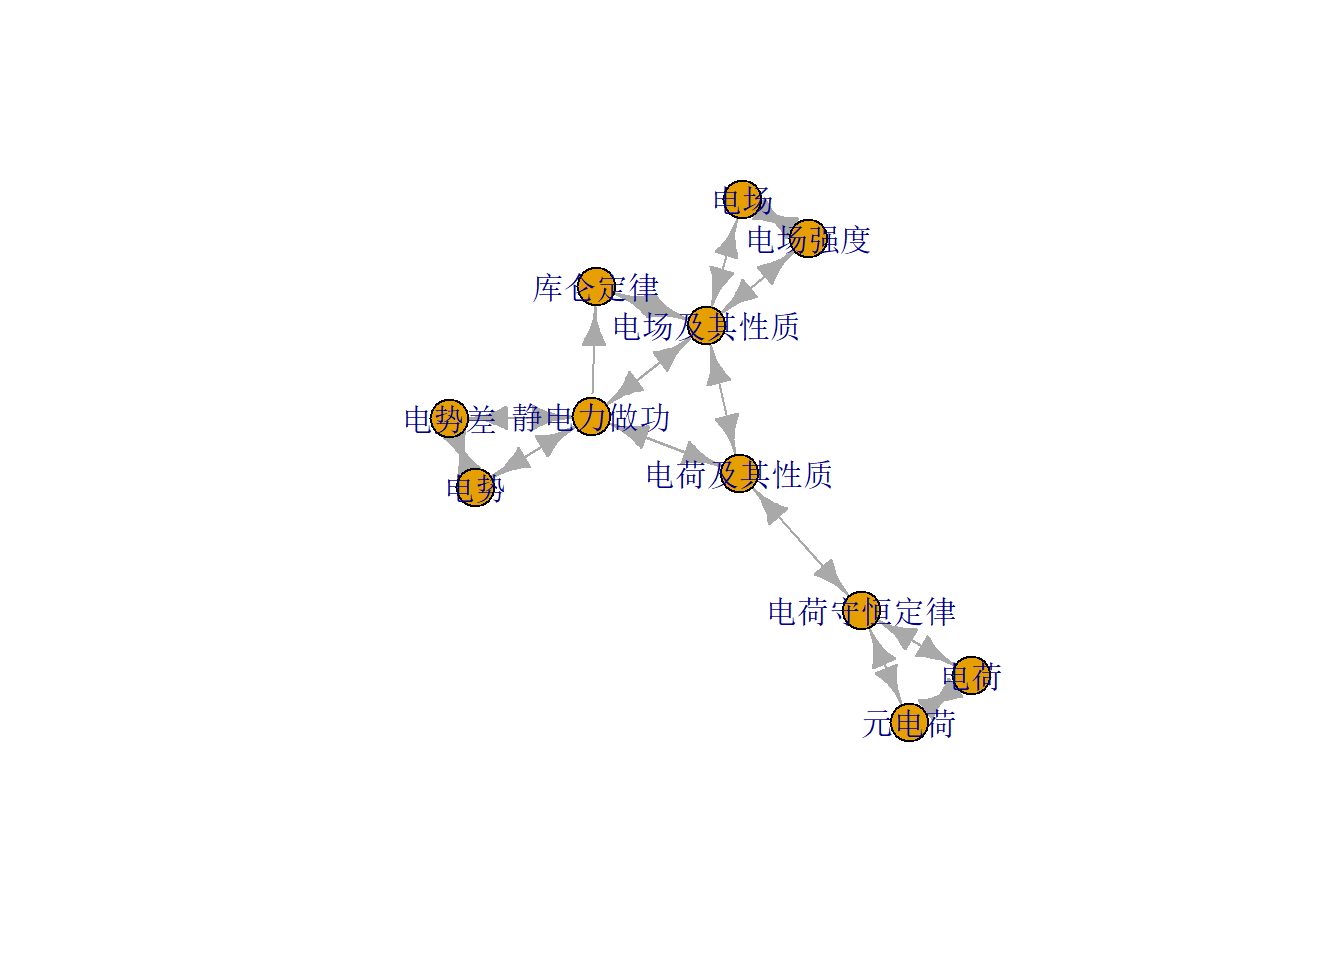 电场
电场强度
库仑定律
电场及其性质
电势差
静电力做功
电荷及其性质
电势
电荷守恒定律
电荷
元电荷